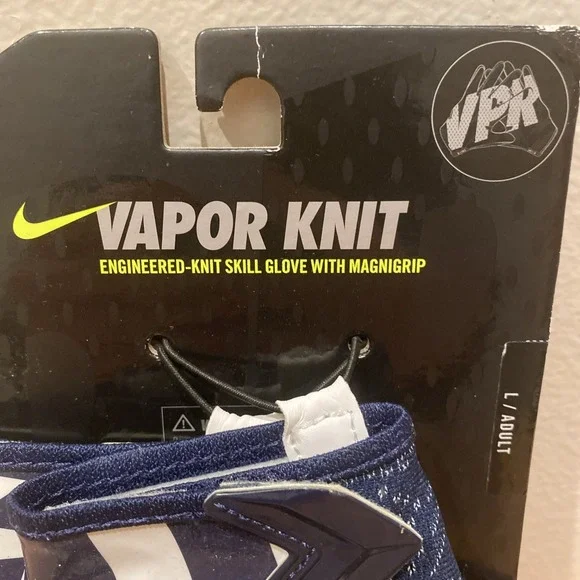 VPR
VAPOR KNIT
ENGINEERED-KNIT SKILL GLOVE WITH MAGNIGRIP
L / ADULT